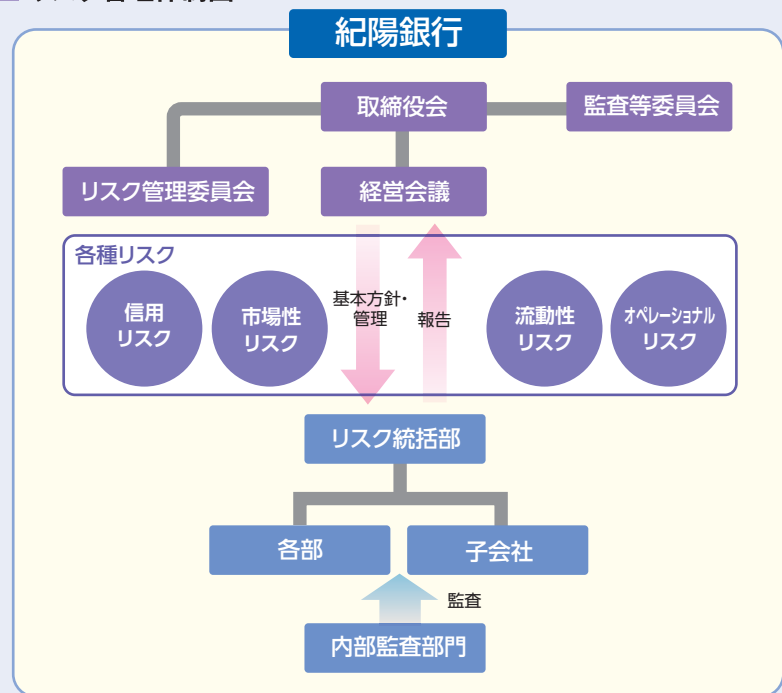 紀陽銀行
取締役会
監査等委員会
リスク管理委員会
経営会議
各種リスク
信用
リスク
市場性
リスク
基本方針・
管理
報告
流動性
リスク
オペレーショナル
リスク
リスク統括部
各部
子会社
監査
内部監査部門